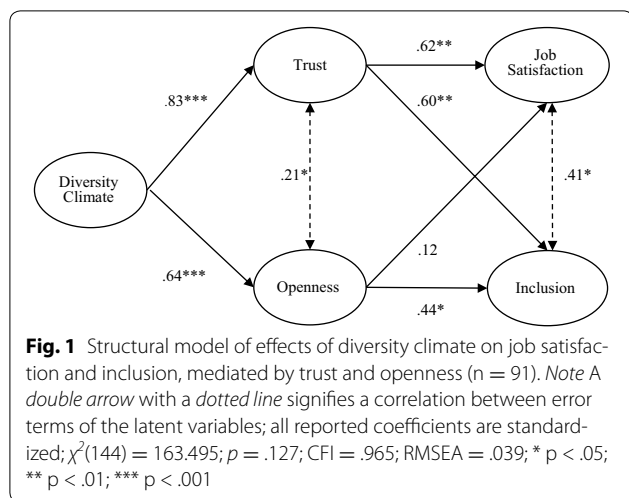 .62**
Job
Satisfaction
Trust
.83***
.60**
Diversity
Climate
.21*
.41*
.64***
.12
Openness
Inclusion
.44*
Fig. 1 Structural model of effects of diversity climate on job satisfac-
tion and inclusion, mediated by trust and openness (n = 91). Note A
double arrow with a dotted line signifies a correlation between error
terms of the latent variables; all reported coefficients are standard-
ized; χ²(144) = 163.495; p = .127; CFI = .965; RMSEA = .039; * p < .05;
** p < .01; *** p < .001